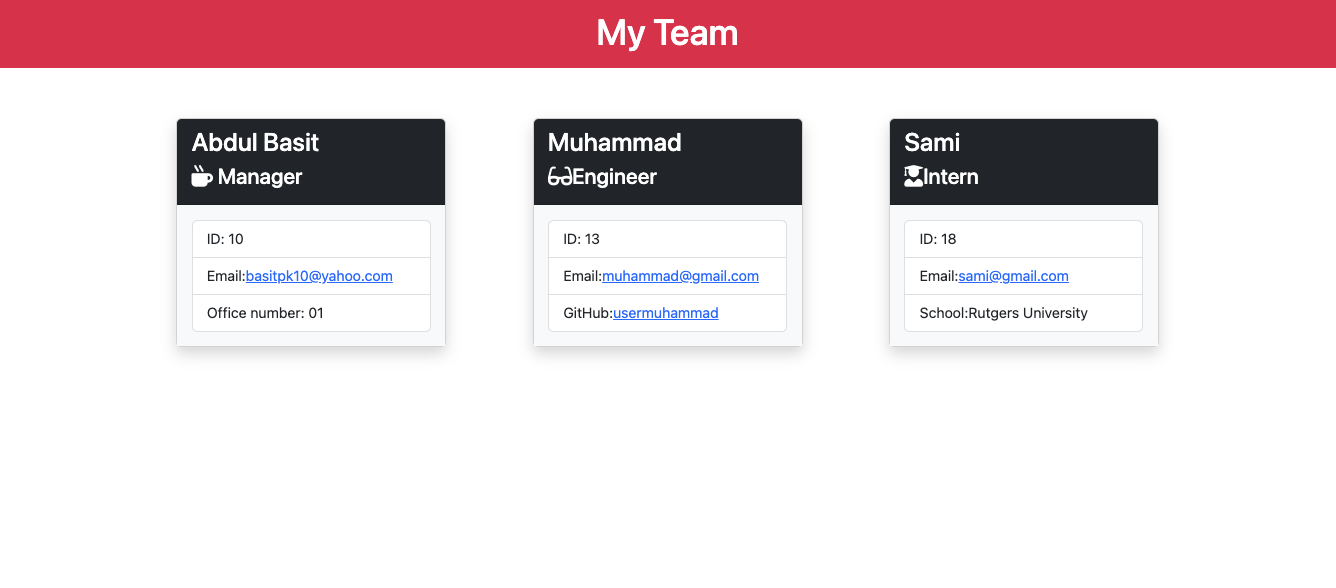 My Team
Abdul Basit
Manager
ID: 10
Email:basitpk10@yahoo.com
Office number: 01
Muhammad
Engineer
ID: 13
Email:muhammad@gmail.com
GitHub:usermuhammad
Sami
Intern
ID: 18
Email:sami@gmail.com
School:Rutgers University